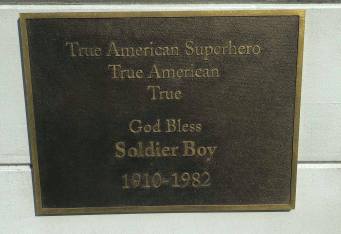 True American Superhero
True American
True
God Bless
Soldier Boy
1910-1982